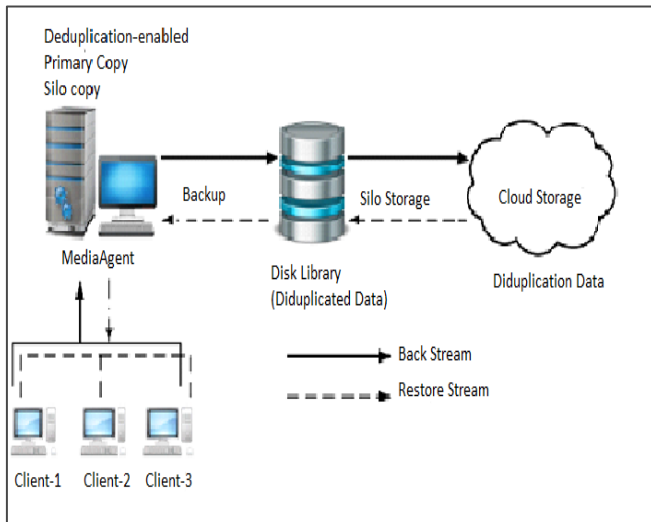 Deduplication-enabled
Primary Copy
Silo copy
Backup
Silo Storage
Cloud Storage
MediaAgent
Disk Library
(Diduplicated Data)
Diduplication Data
Back Stream
Restore Stream
Client-1
Client-2
Client-3